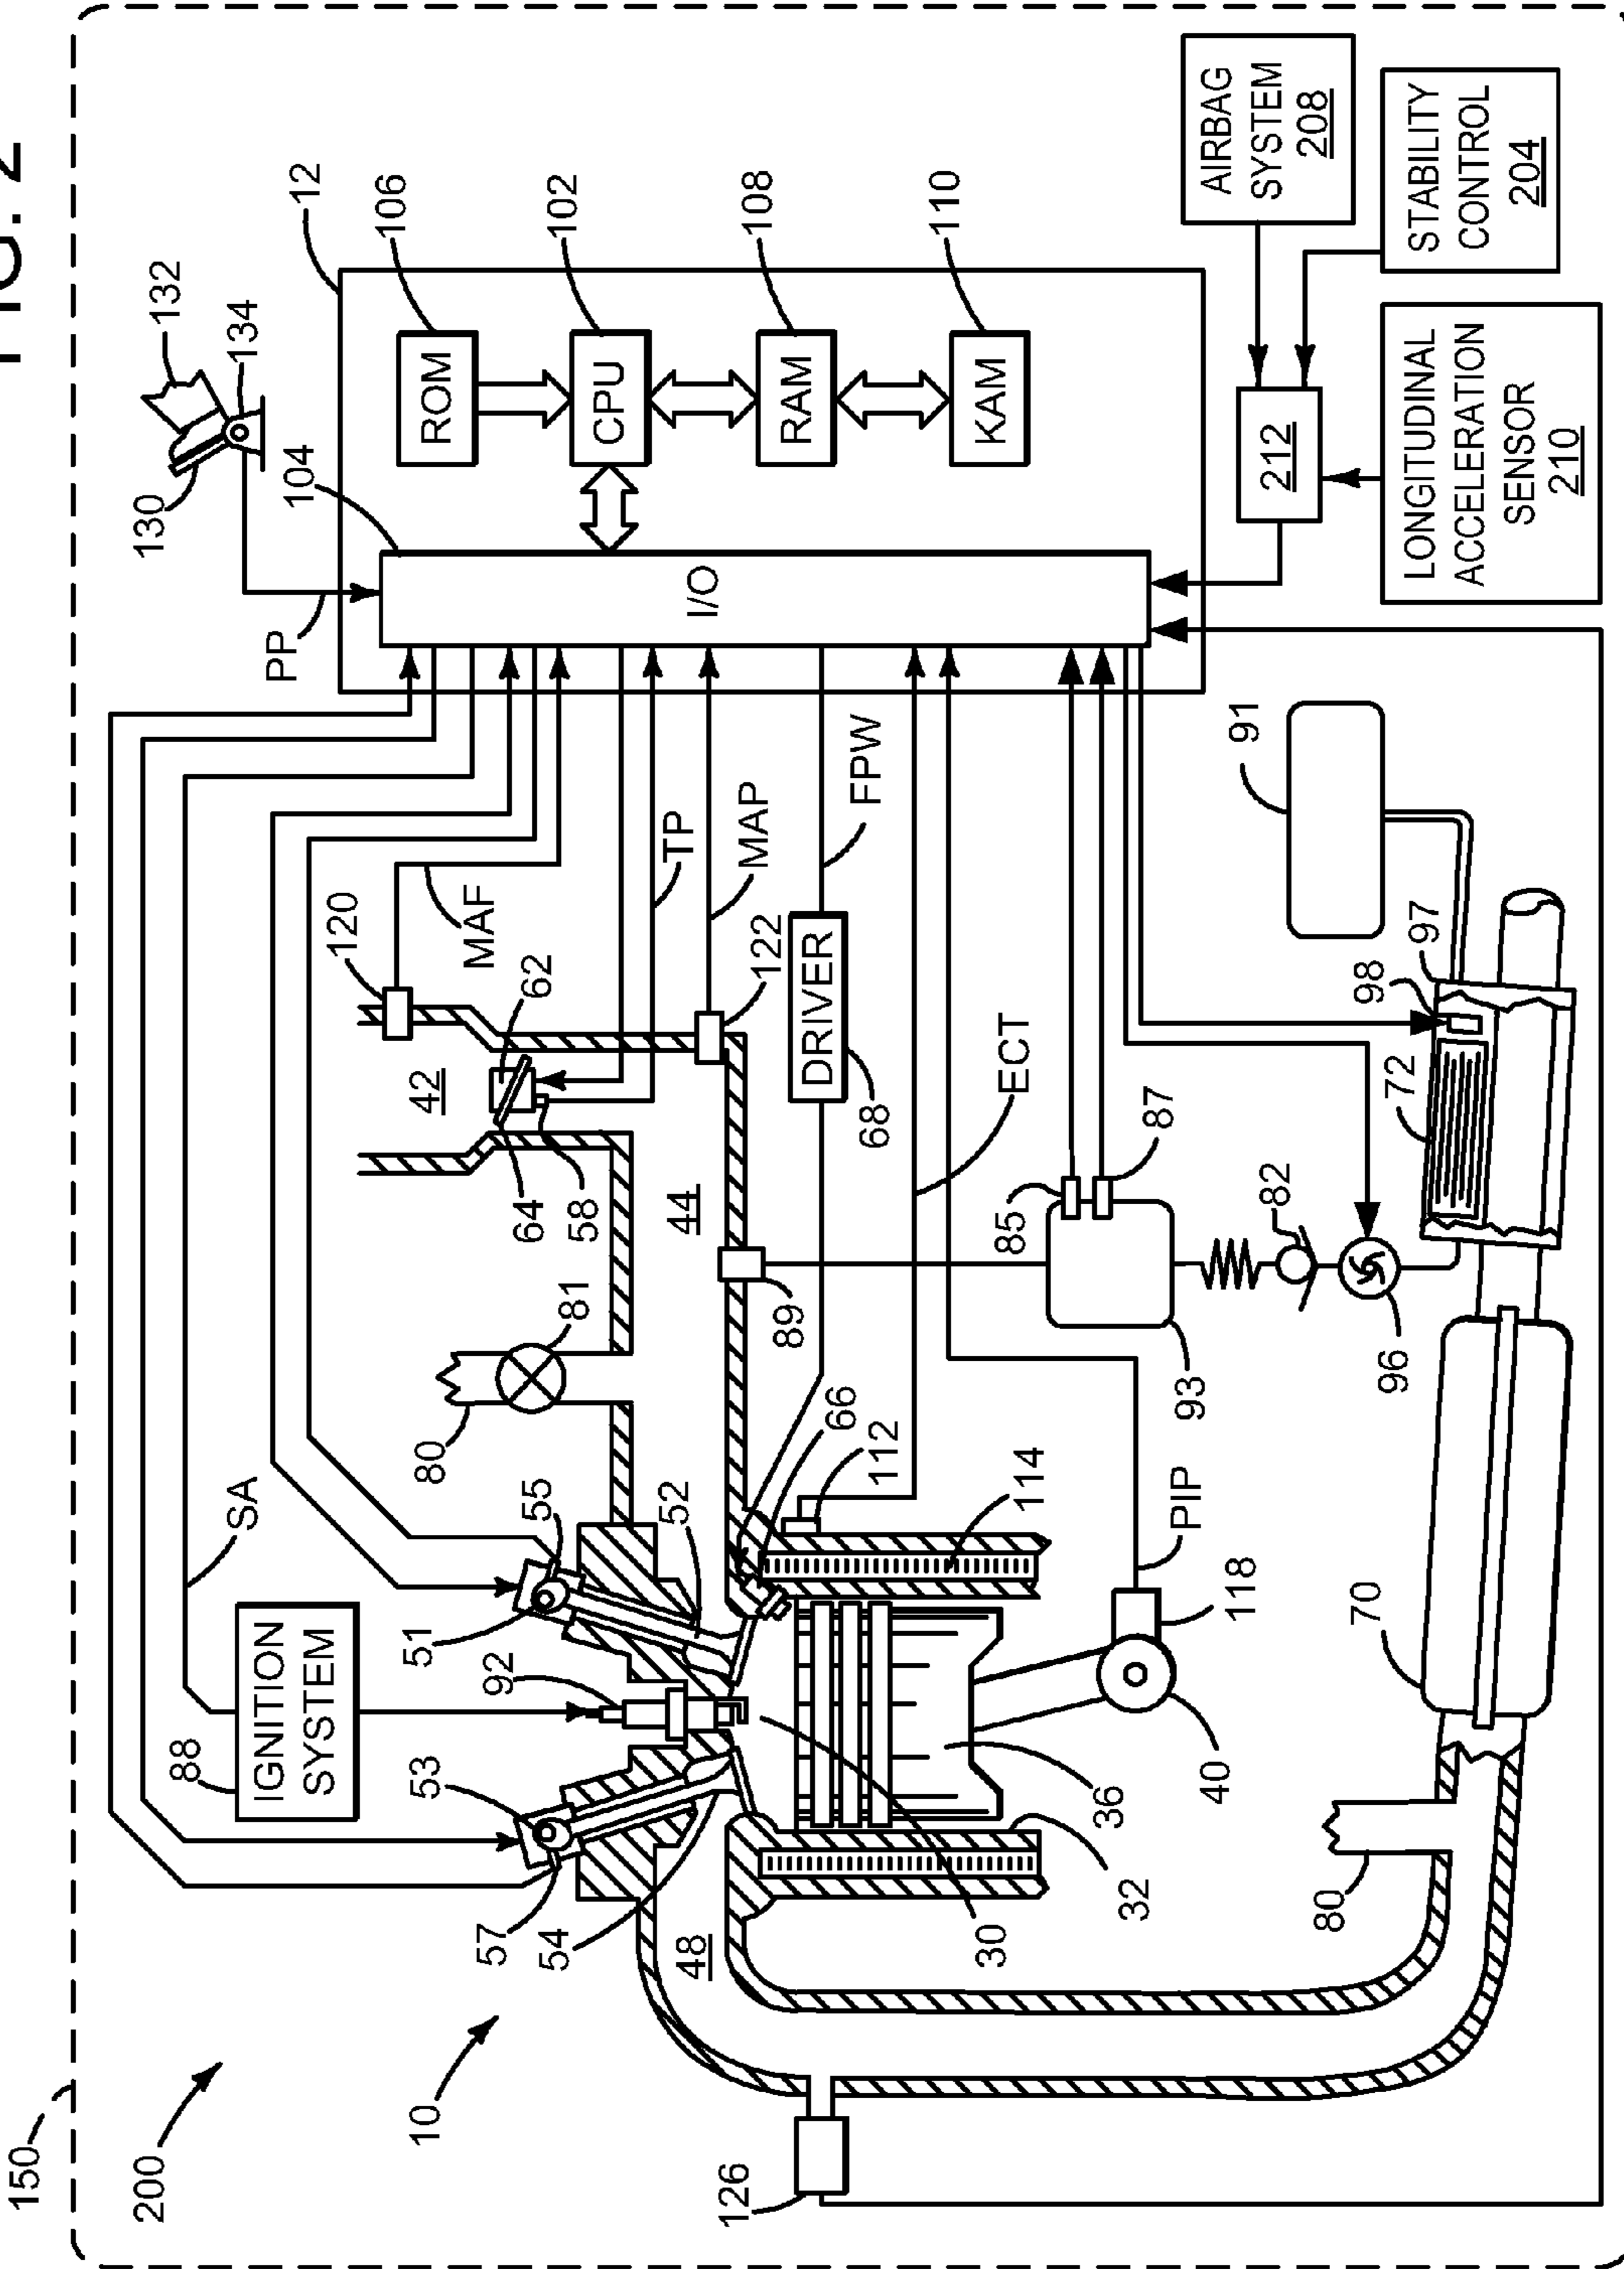 FIG. 2
150
200
130
132
134
88
SA
IGNITION
SYSTEM
PP
104
12
120
106
10
53
51
80
42
ROM
MAF
57
92
55
64
62
54
58
81
102
CPU
48
52
44
TP
I/O
126
89
122
MAP
108
RAM
DRIVER
66
68
FPW
112
110
KAM
30
85
ECT
114
36
32
PIP
87
93
40
118
82
91
AIRBAG
SYSTEM
208
212
80
70
96
72
98
97
STABILITY
CONTROL
204
LONGITUDINAL
ACCELERATION
SENSOR
210